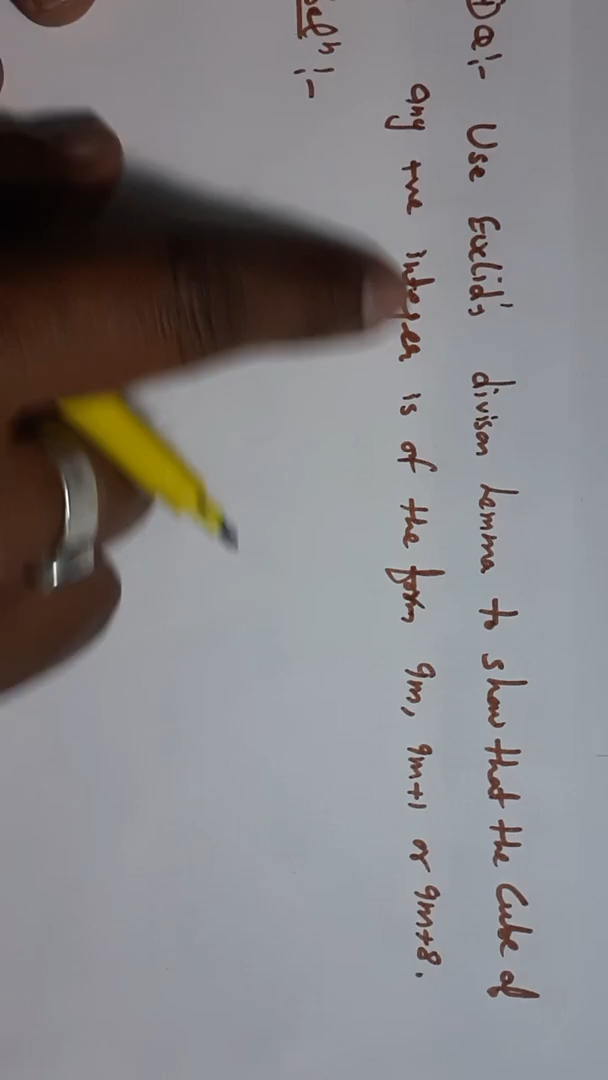 Q:- Use Euclid's divison Lemma to show that the Cube of
any +ve integer is of the form 9m, 9m+1 or 9m+8.
Sol^n :-